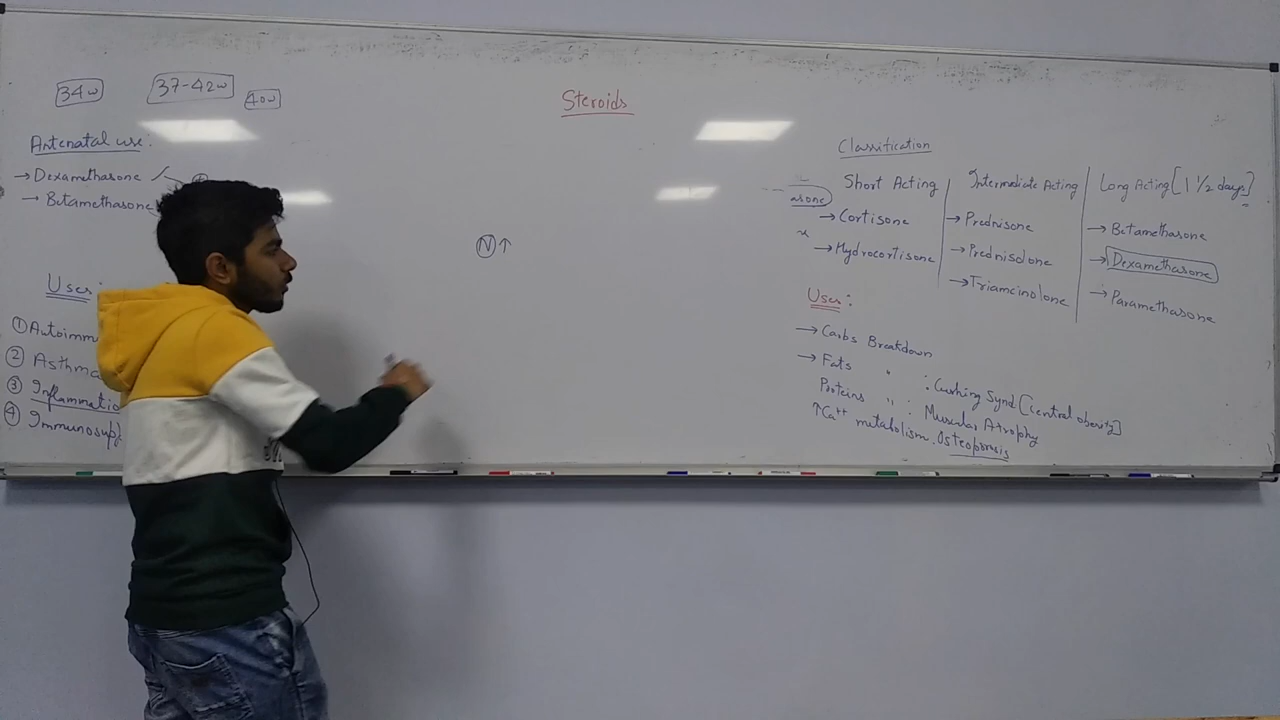 34w 37-42w 40w
Antenatal use:
→ Dexamethasone
→ Betamethasone
Uses:
① Autoimm
② Asthma
③ Inflammatio
④ Immunosup
Steroids
N↑
Classification
Short Acting
asone
→ Cortisone
→ Hydrocortisone
Intermediate Acting
→ Prednisone
→ Prednisolone
→ Triamcinolone
Long Acting [1 1/2 days]
→ Betamethasone
→ Dexamethasone
→ Paramethasone
Uses:
→ Carbs Breakdown
→ Fats " : Cushing Synd [central obesity]
Proteins " : Muscular Atrophy
↑Ca++ metabolism. Osteoporosis